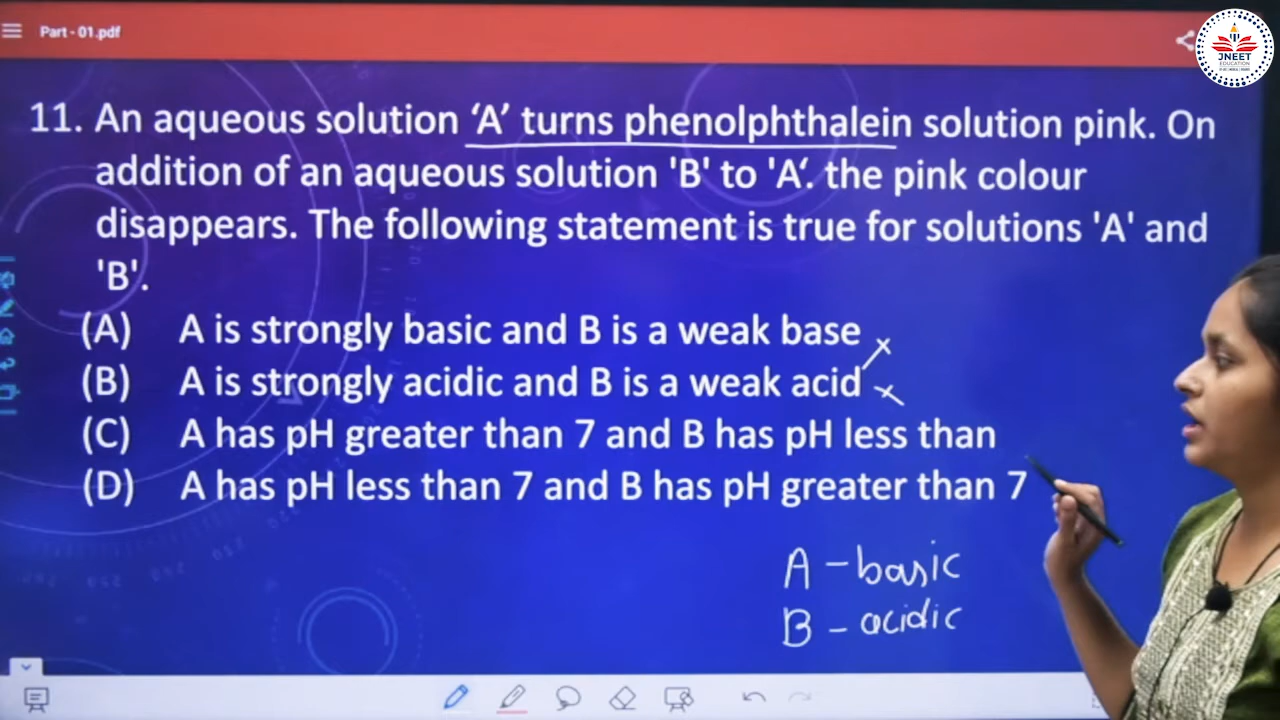 Part - 01.pdf
JNEET
EDUCATION
11. An aqueous solution ‘A’ turns phenolphthalein solution pink. On
addition of an aqueous solution 'B' to 'A‘. the pink colour
disappears. The following statement is true for solutions 'A' and
'B'.
(A) A is strongly basic and B is a weak base
(B) A is strongly acidic and B is a weak acid
(C) A has pH greater than 7 and B has pH less than
(D) A has pH less than 7 and B has pH greater than 7
A - basic
B - acidic